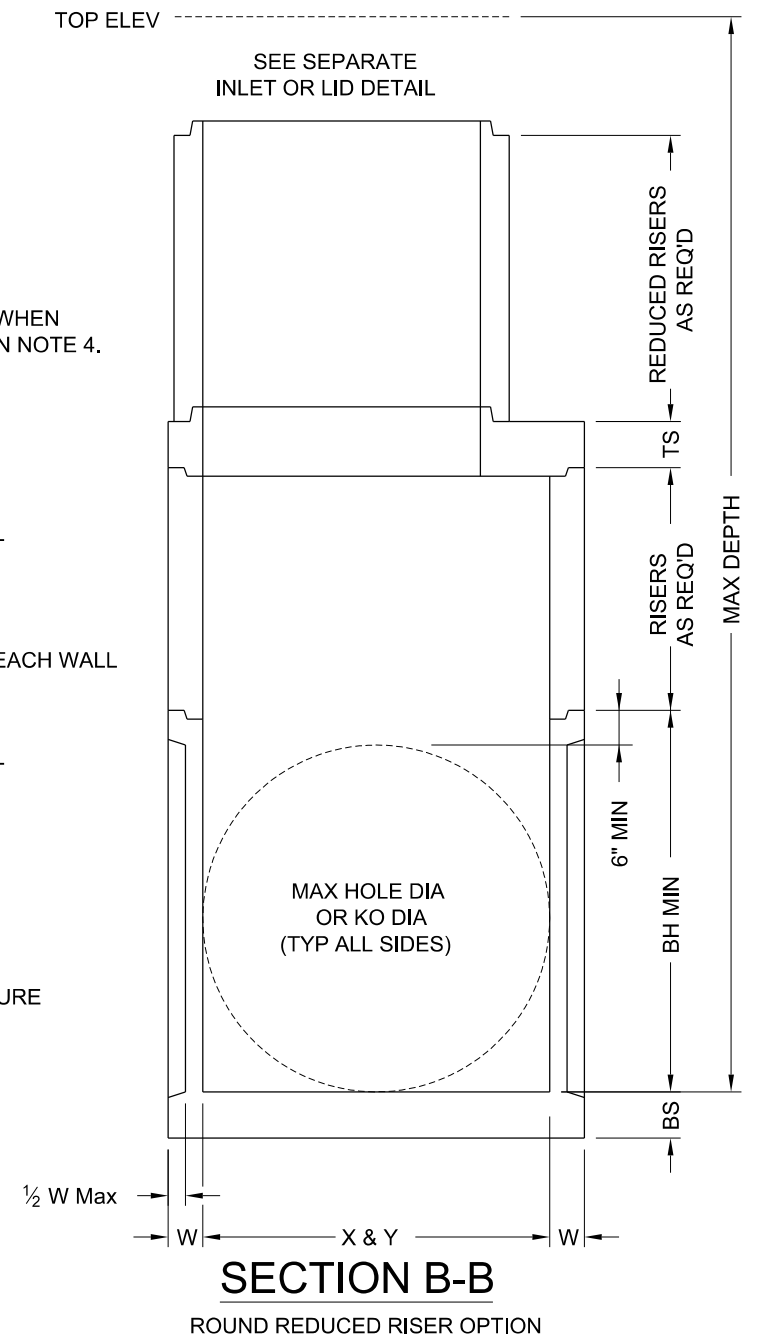 TOP ELEV
SEE SEPARATE
INLET OR LID DETAIL
REDUCED RISERS
AS REQ'D
WHEN
N NOTE 4.
TS
MAX DEPTH
RISERS
AS REQ'D
EACH WALL
6" MIN
BH MIN
MAX HOLE DIA
OR KO DIA
(TYP ALL SIDES)
URE
BS
½ W Max
W
X & Y
W
SECTION B-B
ROUND REDUCED RISER OPTION